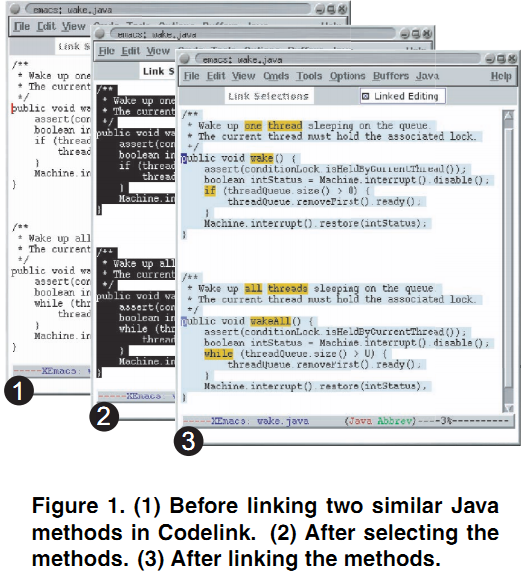 emacs: wake.java
File Edit View
Link S
/**
* Wake up one
* The current
*/
public void wa
assert(con
boolean in
if (thread
thread
}
Machine.in
}
/**
* Wake up all
* The current
*/
public void wa
assert(con
boolean in
while (thr
thread
}
Machine.in
}
-----XEmacs: w
1
emacs: wake.java
File Edit View Cmds Tools Options Buffers Java Help
Link S
/**
* Wake up one
* The current
*/
public void wa
assert(con
boolean in
if (thread
thread
}
Machine.in
}
/**
* Wake up all
* The current
*/
public void wa
assert(con
boolean in
while (thr
thread
}
Machine.in
}
-----XEmacs: w
2
emacs: wake.java
File Edit View Cmds Tools Options Buffers Java Help
Link Selections Linked Editing
/**
* Wake up one thread sleeping on the queue.
* The current thread must hold the associated lock.
*/
public void wake() {
assert(conditionLock.isHeldByCurrentThread());
boolean intStatus = Machine.interrupt().disable();
if (threadQueue.size() > 0) {
threadQueue.removeFirst().ready();
}
Machine.interrupt().restore(intStatus);
}
/**
* Wake up all threads sleeping on the queue
* The current thread must hold the associated lock.
*/
public void wakeAll() {
assert(conditionLock.isHeldByCurrentThread());
boolean intStatus = Machine.interrupt().disable();
while (threadQueue.size() > 0) {
threadQueue.removeFirst().ready();
}
Machine.interrupt().restore(intStatus);
}
-----XEmacs: wake.java (Java Abbrev)----3%---------
3
Figure 1. (1) Before linking two similar Java
methods in Codelink. (2) After selecting the
methods. (3) After linking the methods.